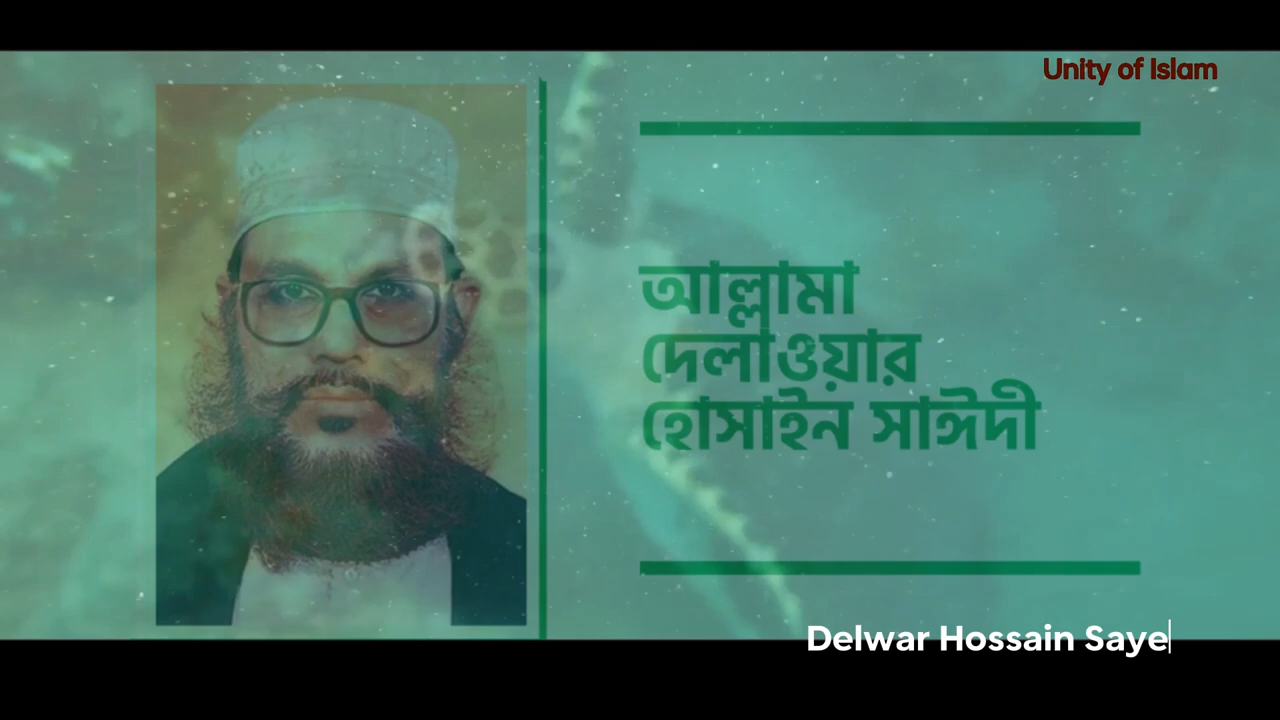 Unity of Islam
আল্লামা
দেলাওয়ার
হোসাইন সাঈদী
Delwar Hossain Saye